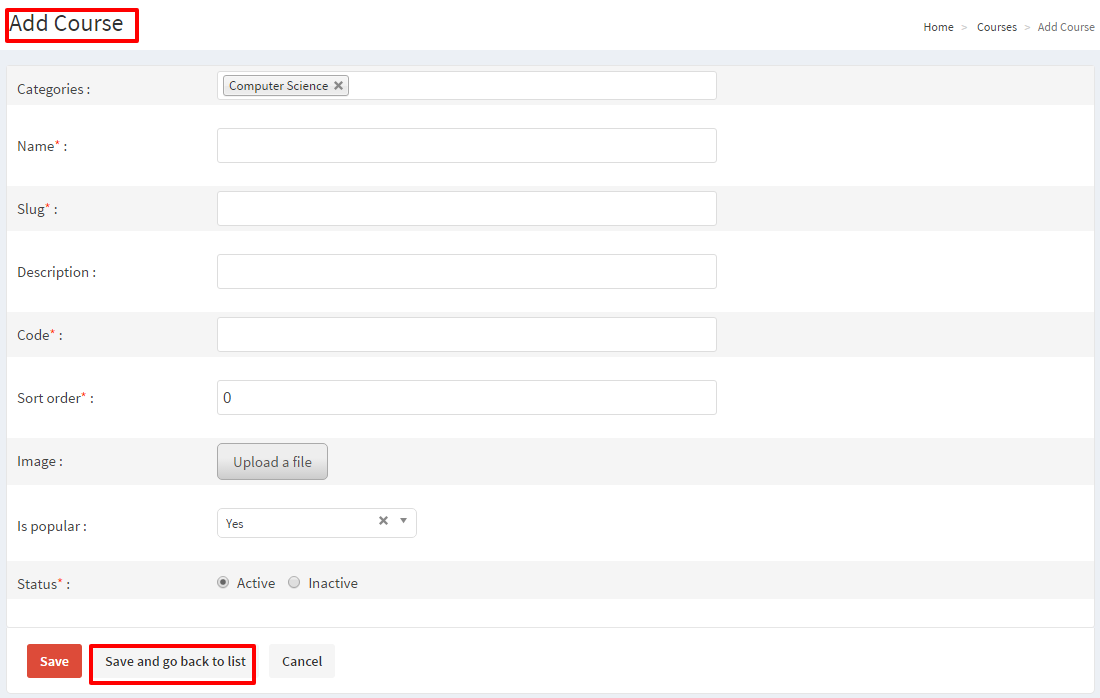 Add Course
Home > Courses > Add Course
Categories : Computer Science ×
Name* :
Slug* :
Description :
Code* :
Sort order* : 0
Image : Upload a file
Is popular : Yes × ▼
Status* : Active Inactive
Save Save and go back to list Cancel